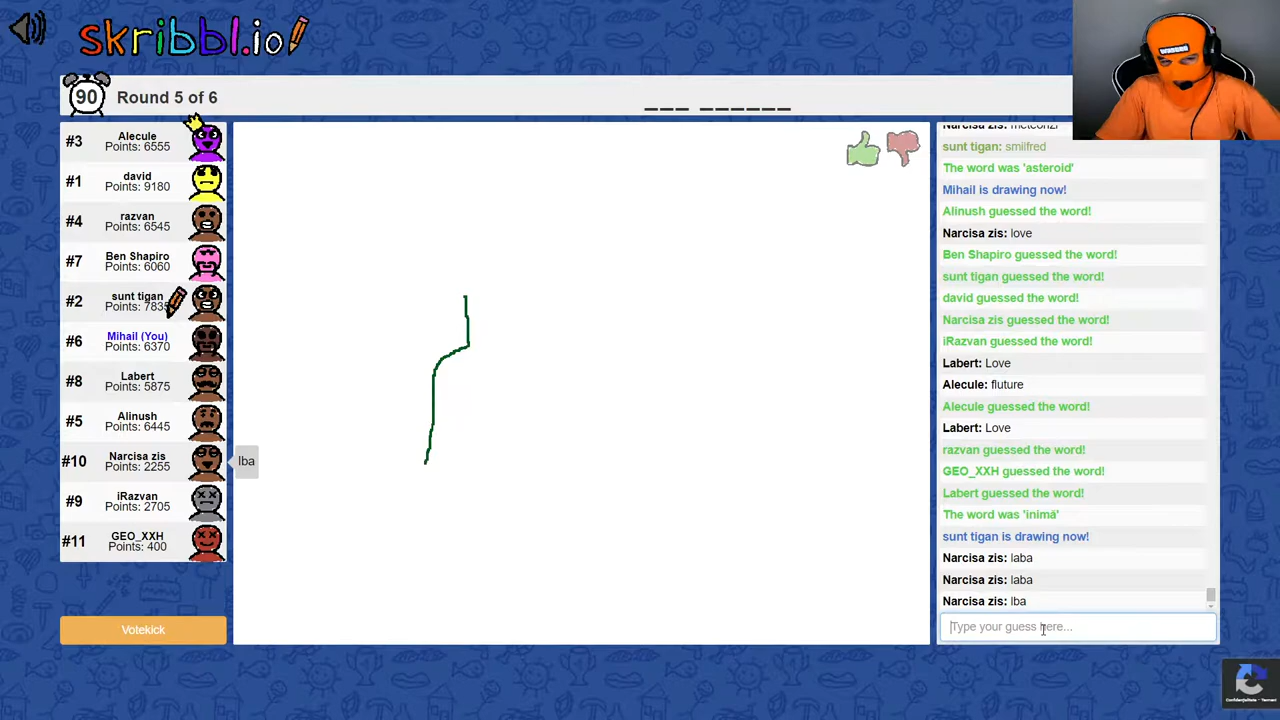 skribbl.io
90
Round 5 of 6
___ ______
#3 Alecule
Points: 6555
#1 david
Points: 9180
#4 razvan
Points: 6545
#7 Ben Shapiro
Points: 6060
#2 sunt tigan
Points: 7835
#6 Mihail (You)
Points: 6370
#8 Labert
Points: 5875
#5 Alinush
Points: 6445
#10 Narcisa zis
Points: 2255
lba
#9 iRazvan
Points: 2705
#11 GEO_XXH
Points: 400
Votekick
sunt tigan: smilfred
The word was 'asteroid'
Mihail is drawing now!
Alinush guessed the word!
Narcisa zis: love
Ben Shapiro guessed the word!
sunt tigan guessed the word!
david guessed the word!
Narcisa zis guessed the word!
iRazvan guessed the word!
Labert: Love
Alecule: fluture
Alecule guessed the word!
Labert: Love
razvan guessed the word!
GEO_XXH guessed the word!
Labert guessed the word!
The word was 'inimă'
sunt tigan is drawing now!
Narcisa zis: laba
Narcisa zis: laba
Narcisa zis: lba
Type your guess here...